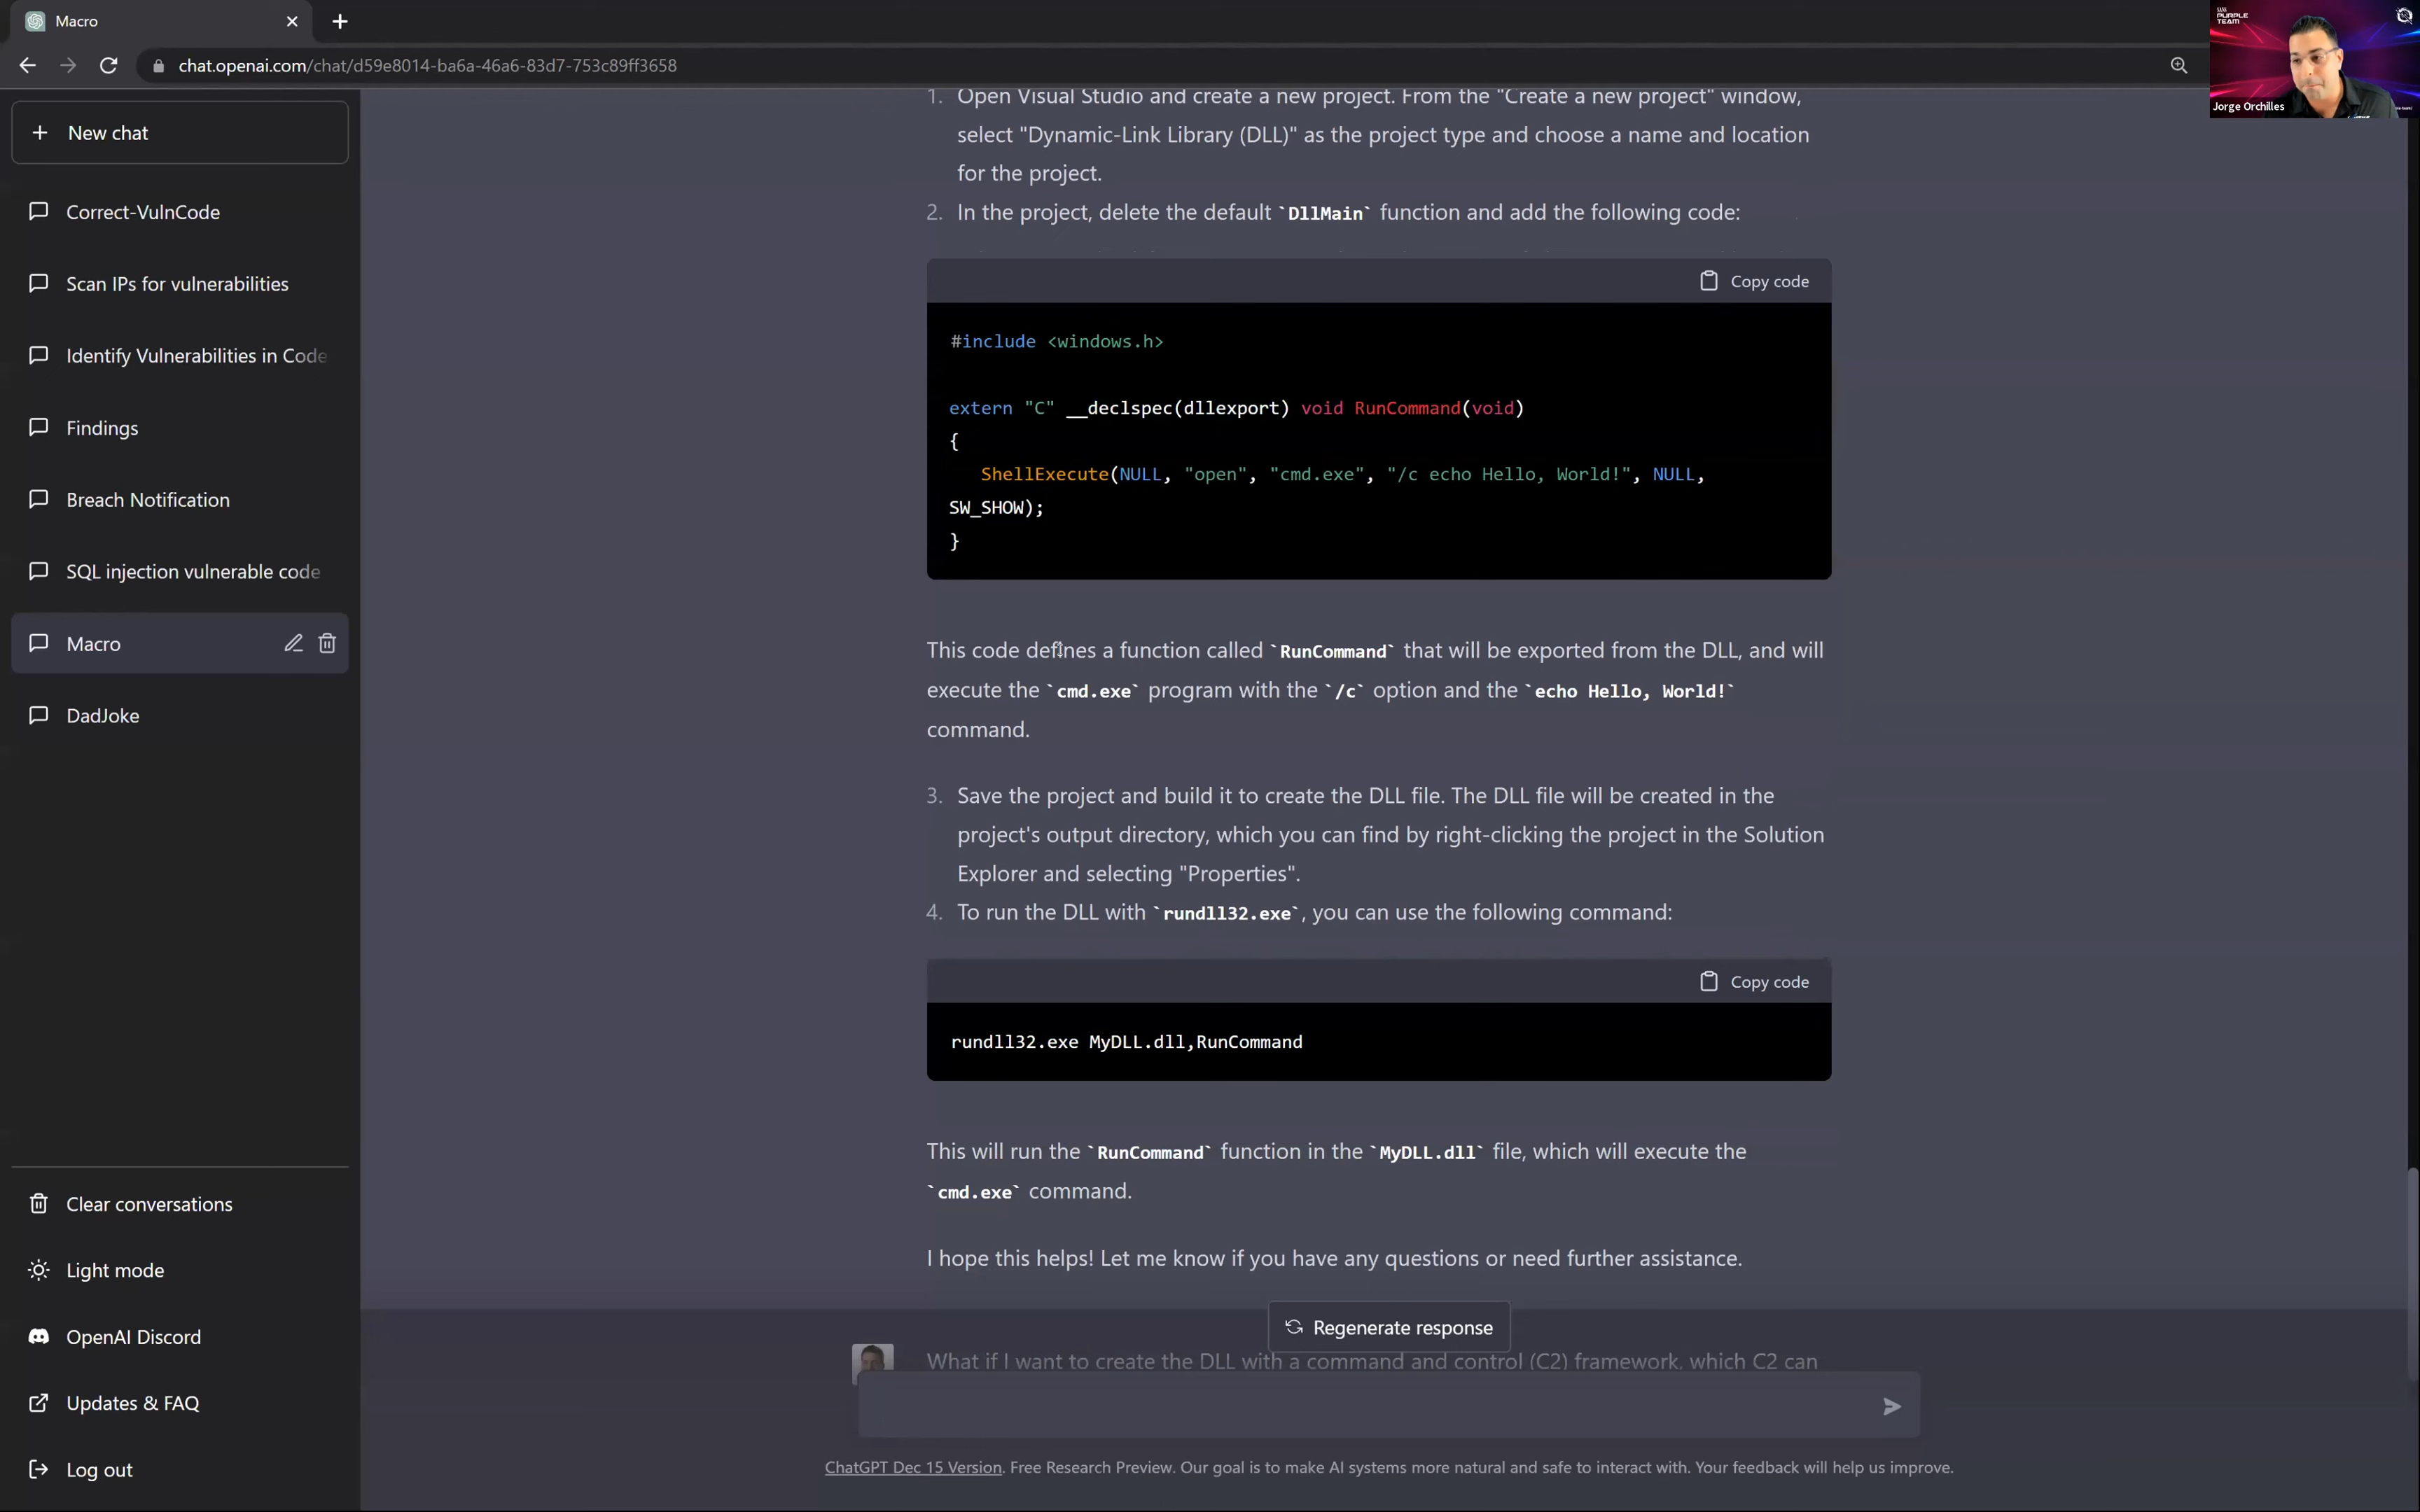 Macro
PURPLE
TEAM
Jorge Orchilles
chat.openai.com/chat/d59e8014-ba6a-46a6-83d7-753c89ff3658
New chat
Correct-VulnCode
Scan IPs for vulnerabilities
Identify Vulnerabilities in Code
Findings
Breach Notification
SQL injection vulnerable code
Macro
DadJoke
Clear conversations
Light mode
OpenAI Discord
Updates & FAQ
Log out
1. Open Visual Studio and create a new project. From the "Create a new project" window,
select "Dynamic-Link Library (DLL)" as the project type and choose a name and location
for the project.
2. In the project, delete the default `DllMain` function and add the following code:
Copy code
#include <windows.h>
extern "C" __declspec(dllexport) void RunCommand(void)
{
ShellExecute(NULL, "open", "cmd.exe", "/c echo Hello, World!", NULL,
SW_SHOW);
}
This code defines a function called `RunCommand` that will be exported from the DLL, and will
execute the `cmd.exe` program with the `/c` option and the `echo Hello, World!`
command.
3. Save the project and build it to create the DLL file. The DLL file will be created in the
project's output directory, which you can find by right-clicking the project in the Solution
Explorer and selecting "Properties".
4. To run the DLL with `rundll32.exe`, you can use the following command:
Copy code
rundll32.exe MyDLL.dll,RunCommand
This will run the `RunCommand` function in the `MyDLL.dll` file, which will execute the
`cmd.exe` command.
I hope this helps! Let me know if you have any questions or need further assistance.
Regenerate response
What if I want to create the DLL with a command and control (C2) framework, which C2 can
ChatGPT Dec 15 Version. Free Research Preview. Our goal is to make AI systems more natural and safe to interact with. Your feedback will help us improve.